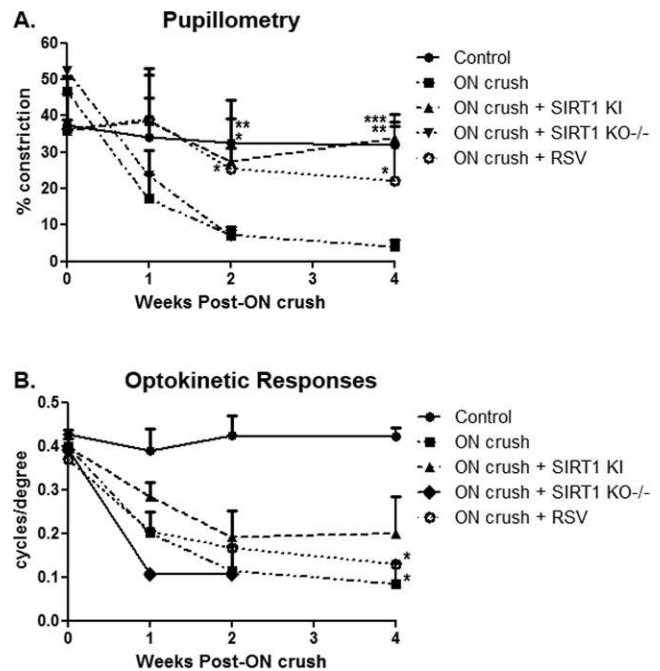 A. Pupillometry
60
50
40
30
20
10
0
% constriction
** 
*
***
**
*
*
0 1 2 3 4
Weeks Post-ON crush
Control
ON crush
ON crush + SIRT1 KI
ON crush + SIRT1 KO-/-
ON crush + RSV
B. Optokinetic Responses
0.5
0.4
0.3
0.2
0.1
0.0
cycles/degree
*
*
0 1 2 3 4
Weeks Post-ON crush
Control
ON crush
ON crush + SIRT1 KI
ON crush + SIRT1 KO-/-
ON crush + RSV